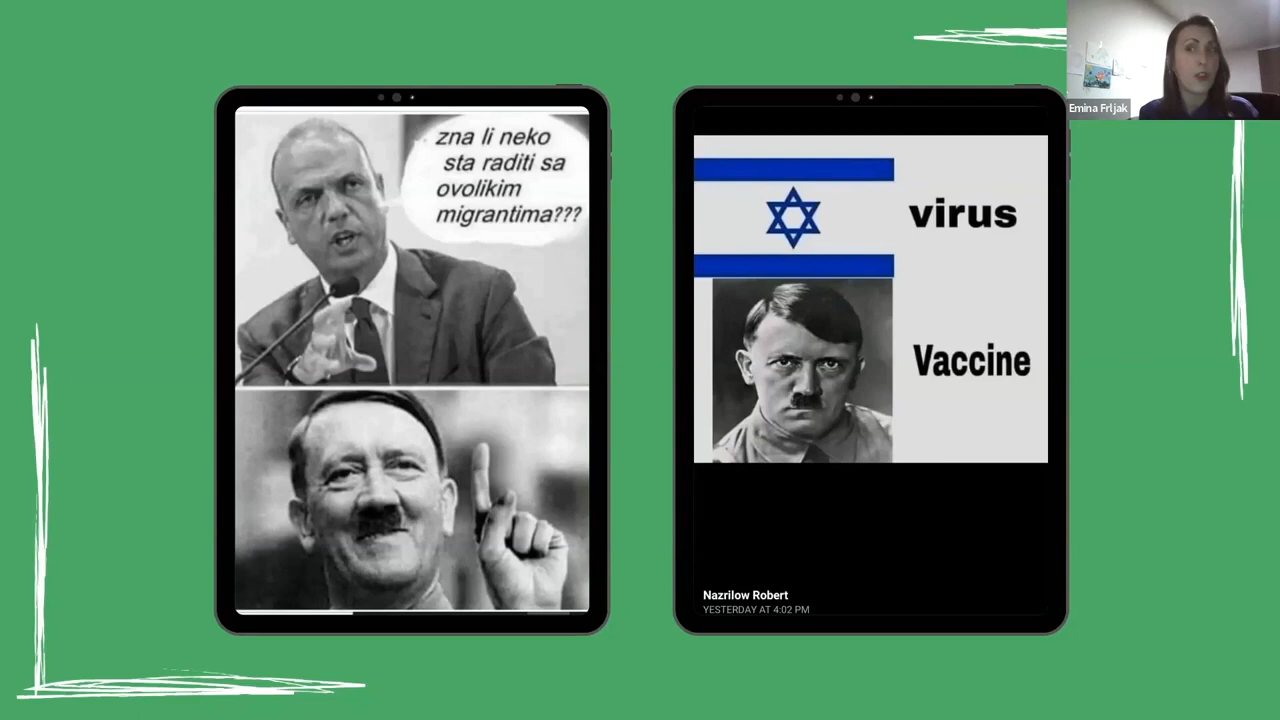 zna li neko
sta raditi sa
ovolikim
migrantima???
virus
Vaccine
Nazrilow Robert
YESTERDAY AT 4:02 PM
Emina Frljak